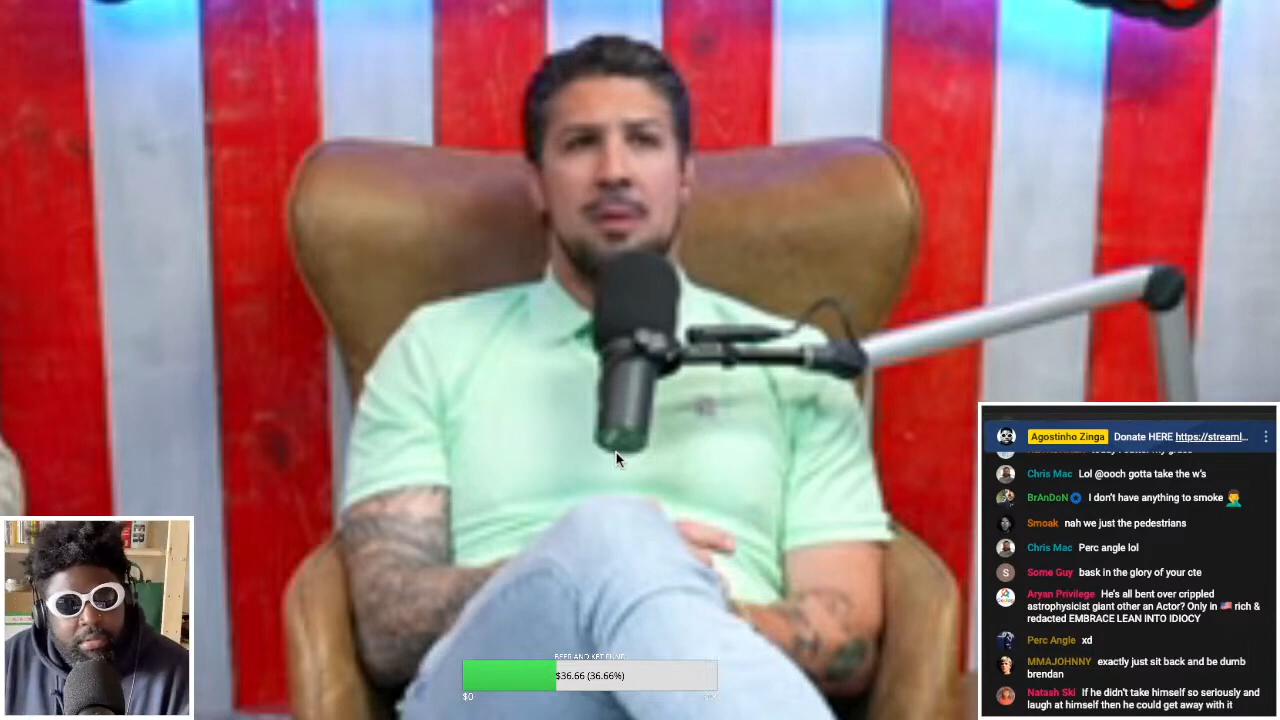 Agostinho Zinga Donate HERE https://streaml...
Chris Mac Lol @ooch gotta take the w's
BrAnDoN I don't have anything to smoke
Smoak nah we just the pedestrians
Chris Mac Perc angle lol
S Some Guy bask in the glory of your cte
Aryan Privilege He's all bent over crippled
astrophysicist giant other an Actor? Only in 🇺🇸 rich &
redacted EMBRACE LEAN INTO IDIOCY
Perc Angle xd
MMAJOHNNY exactly just sit back and be dumb
brendan
Natash Ski If he didn't take himself so seriously and
laugh at himself then he could get away with it
$36.66 (36.66%)
$0